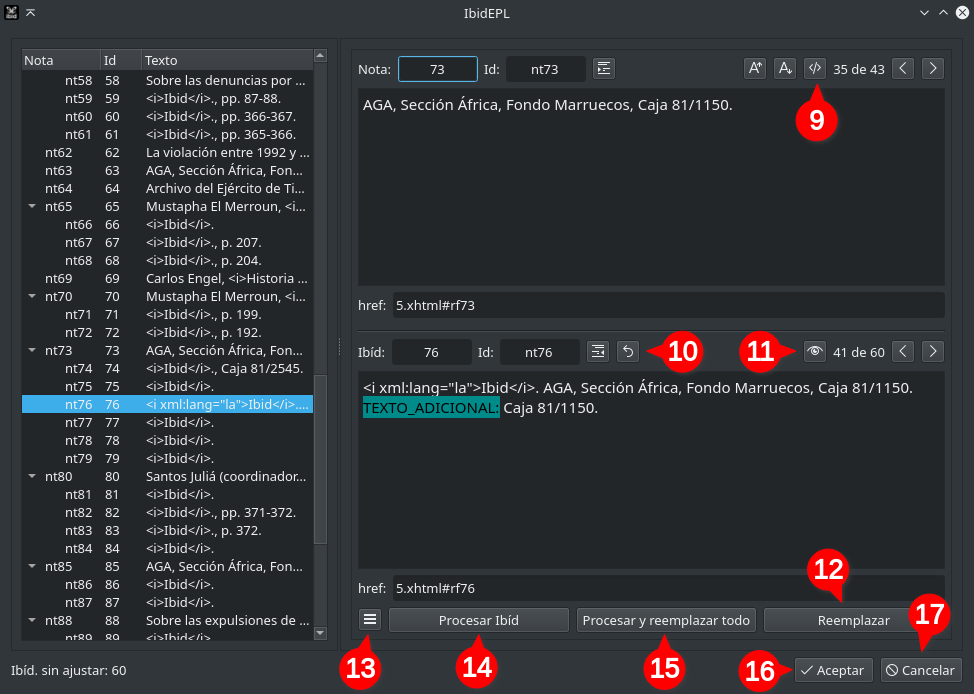 IbidEPL
Nota Id Texto
nt58 58 Sobre las denuncias por ...
nt59 59 <i>Ibid</i>., pp. 87-88.
nt60 60 <i>Ibid</i>., pp. 366-367.
nt61 61 <i>Ibid</i>., pp. 365-366.
nt62 62 La violación entre 1992 y ...
nt63 63 AGA, Sección África, Fon...
nt64 64 Archivo del Ejército de Ti...
nt65 65 Mustapha El Merroun, <i...
nt66 66 <i>Ibid</i>.
nt67 67 <i>Ibid</i>., p. 207.
nt68 68 <i>Ibid</i>., p. 204.
nt69 69 Carlos Engel, <i>Historia ...
nt70 70 Mustapha El Merroun, <i...
nt71 71 <i>Ibid</i>., p. 199.
nt72 72 <i>Ibid</i>., p. 192.
nt73 73 AGA, Sección África, Fon...
nt74 74 <i>Ibid</i>., Caja 81/2545.
nt75 75 <i>Ibid</i>.
nt76 76 <i xml:lang="la">Ibid</i>....
nt77 77 <i>Ibid</i>.
nt78 78 <i>Ibid</i>.
nt79 79 <i>Ibid</i>.
nt80 80 Santos Juliá (coordinador...
nt81 81 <i>Ibid</i>.
nt82 82 <i>Ibid</i>., pp. 371-372.
nt83 83 <i>Ibid</i>., p. 372.
nt84 84 <i>Ibid</i>.
nt85 85 AGA, Sección África, Fon...
nt86 86 <i>Ibid</i>.
nt87 87 <i>Ibid</i>.
nt88 88 Sobre las expulsiones de ...
nt89 89 <i>Ibid</i>.
Ibíd. sin ajustar: 60
Nota: 73 Id: nt73 35 de 43
9
AGA, Sección África, Fondo Marruecos, Caja 81/1150.
href: 5.xhtml#rf73
Ibíd: 76 Id: nt76 10 11 41 de 60
<i xml:lang="la">Ibid</i>. AGA, Sección África, Fondo Marruecos, Caja 81/1150.
TEXTO_ADICIONAL: Caja 81/1150.
href: 5.xhtml#rf76
12
Procesar Ibíd Procesar y reemplazar todo Reemplazar
17
13 14 15 16
Aceptar Cancelar